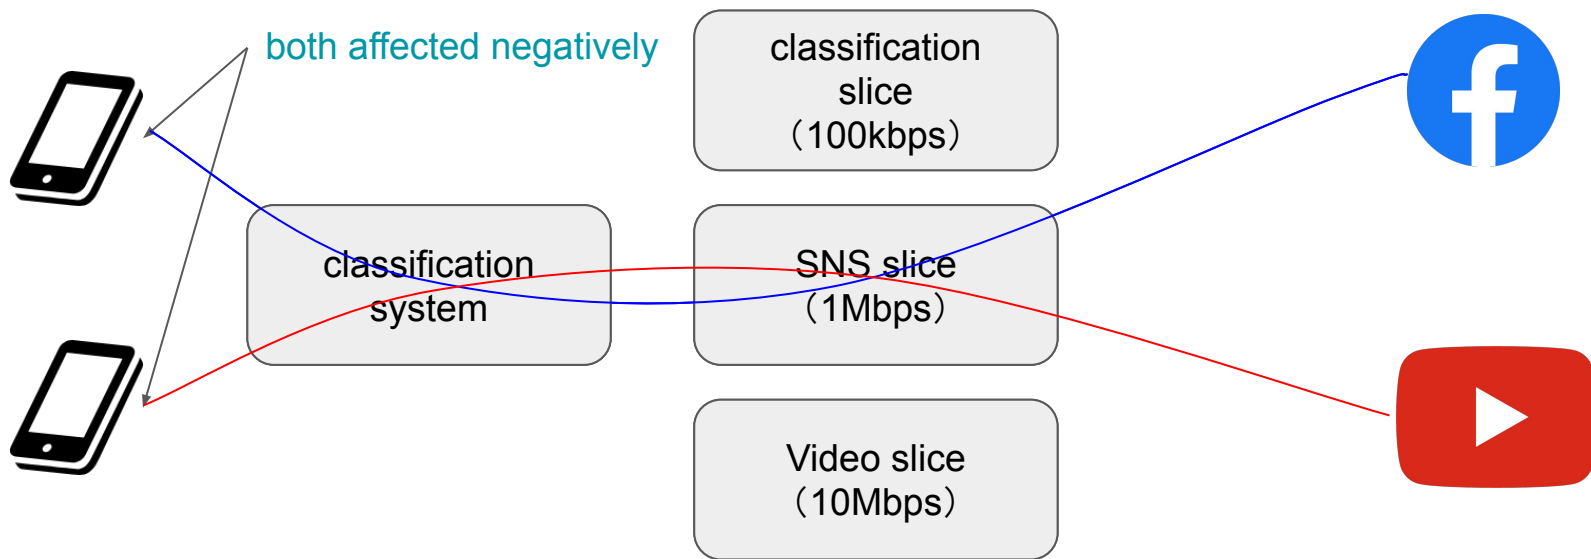 both affected negatively
classification
slice
（100kbps）
classification
system
SNS slice
（1Mbps）
Video slice
（10Mbps）